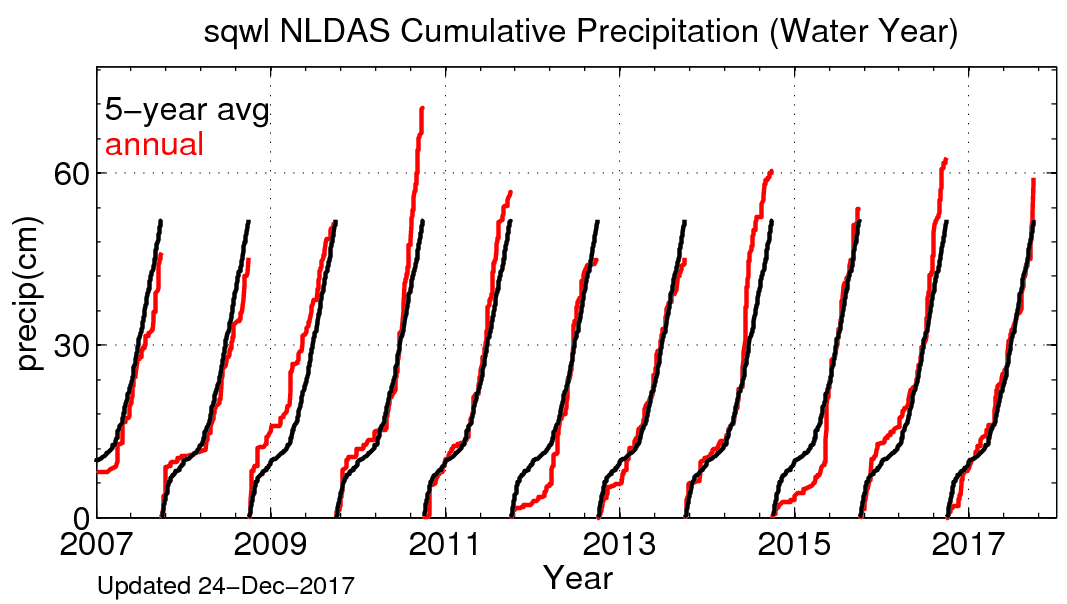 sqwl NLDAS Cumulative Precipitation (Water Year)
5-year avg
annual
60
30
0
precip(cm)
2007 2009 2011 2013 2015 2017
Year
Updated 24-Dec-2017